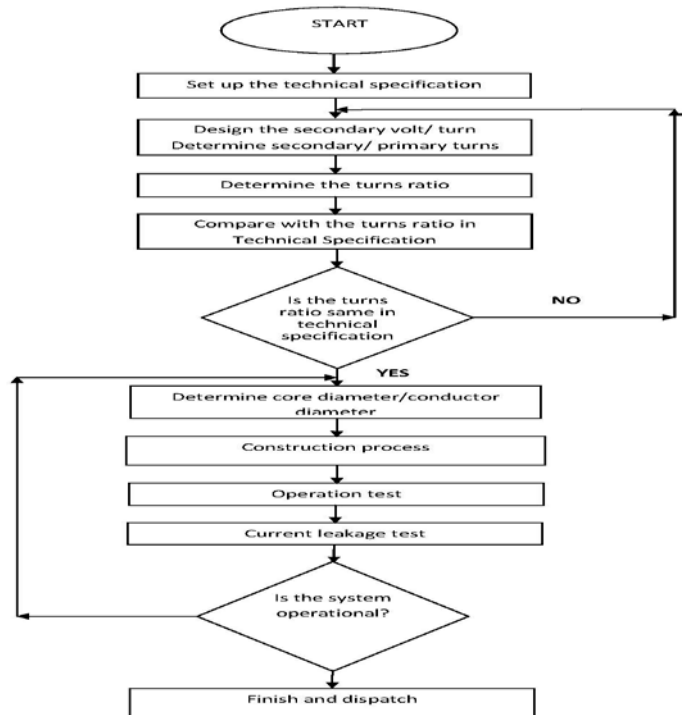 START
Set up the technical specification
Design the secondary volt/ turn
Determine secondary/ primary turns
Determine the turns ratio
Compare with the turns ratio in
Technical Specification
Is the turns
ratio same in
technical
specification
NO
YES
Determine core diameter/conductor
diameter
Construction process
Operation test
Current leakage test
Is the system
operational?
Finish and dispatch